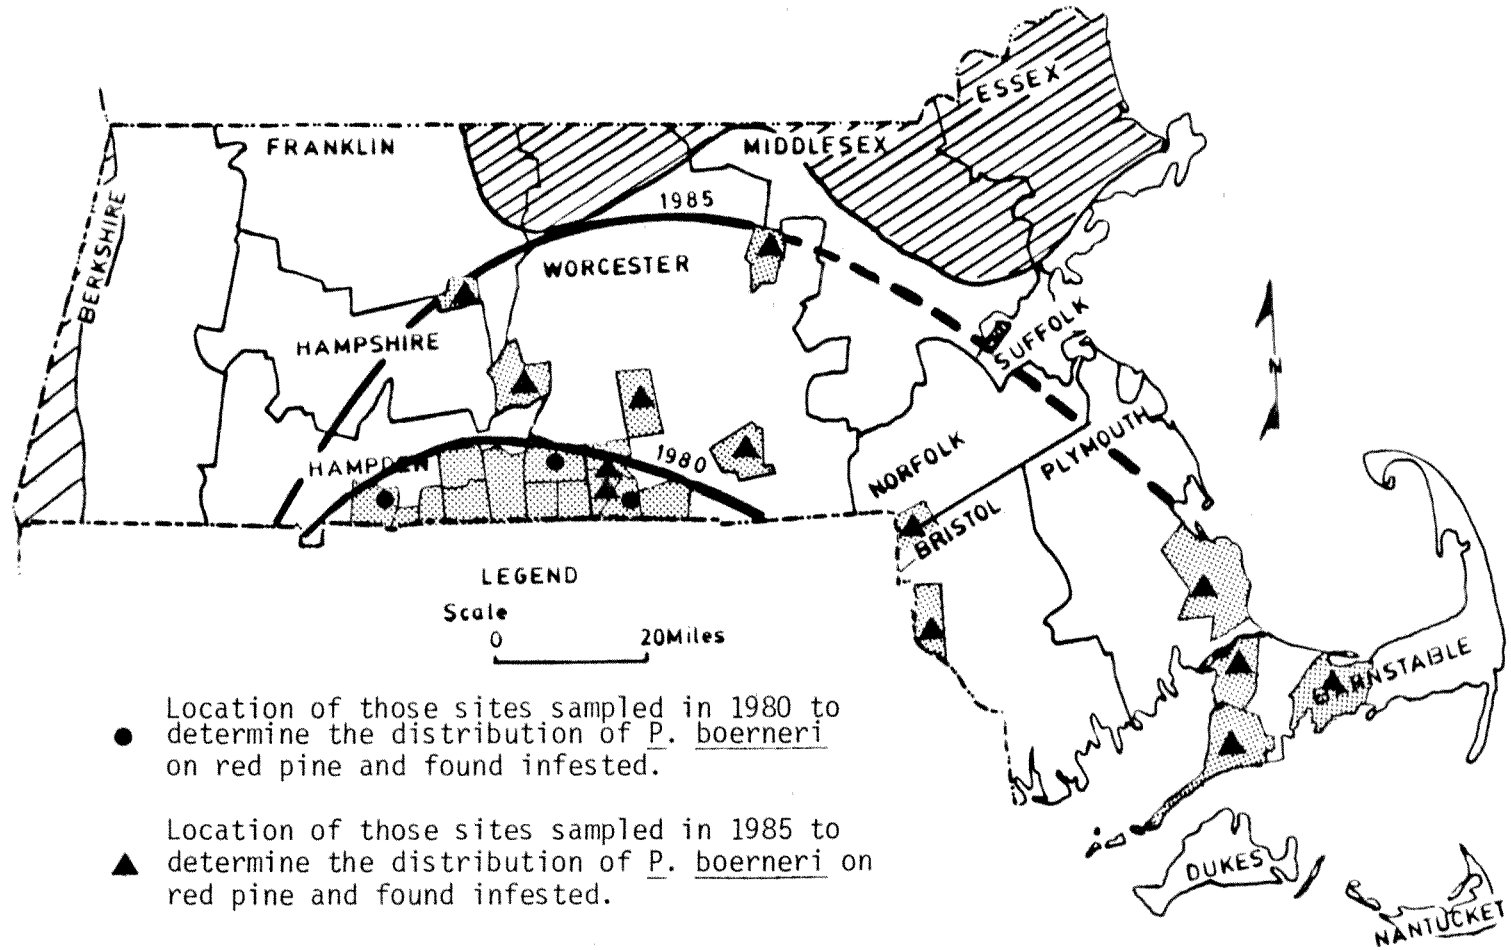 ESSEX
FRANKLIN
MIDDLESEX
BERKSHIRE
1985
WORCESTER
HAMPSHIRE
SUFFOLK
N
HAMPDEN
1980
NORFOLK
PLYMOUTH
BRISTOL
BARNSTABLE
LEGEND
Scale
0 20Miles
Location of those sites sampled in 1980 to
determine the distribution of P. boerneri
on red pine and found infested.
Location of those sites sampled in 1985 to
determine the distribution of P. boerneri on
red pine and found infested.
DUKES
NANTUCKET